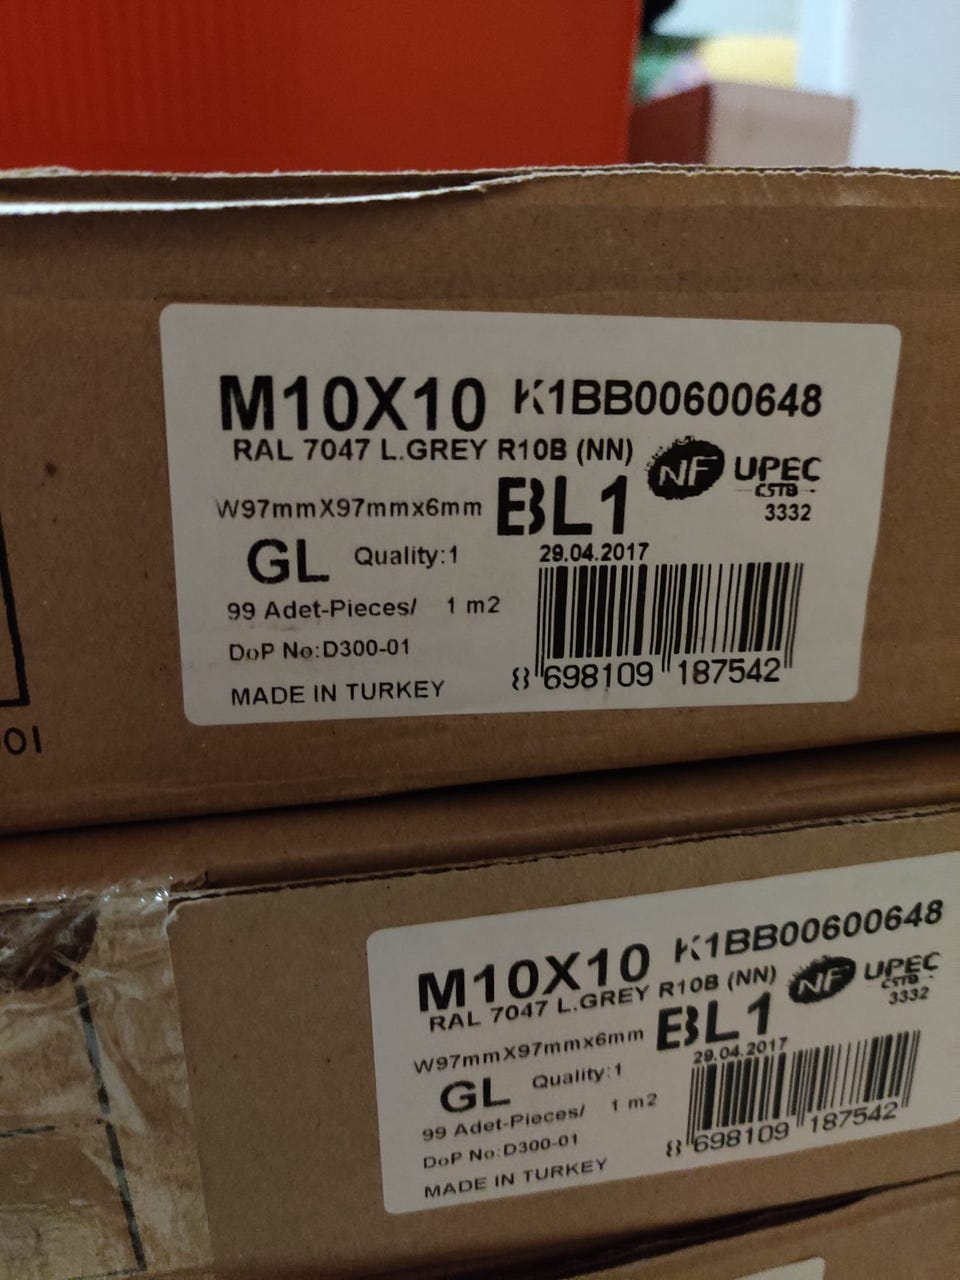 M10X10 K1BB00600648
RAL 7047 L.GREY R10B (NN)
NF UPEC
CSTB
3332
W97mmX97mmx6mm BL1
GL Quality:1 29.04.2017
99 Adet-Pieces/ 1 m2
DoP No:D300-01
MADE IN TURKEY
8 698109 187542
001
M10X10 K1BB00600648
RAL 7047 L.GREY R10B (NN)
NF UPEC
CSTB
3332
W97mmX97mmx6mm BL1
GL Quality:1 29.04.2017
99 Adet-Pieces/ 1 m2
DoP No:D300-01
MADE IN TURKEY
8 698109 187542